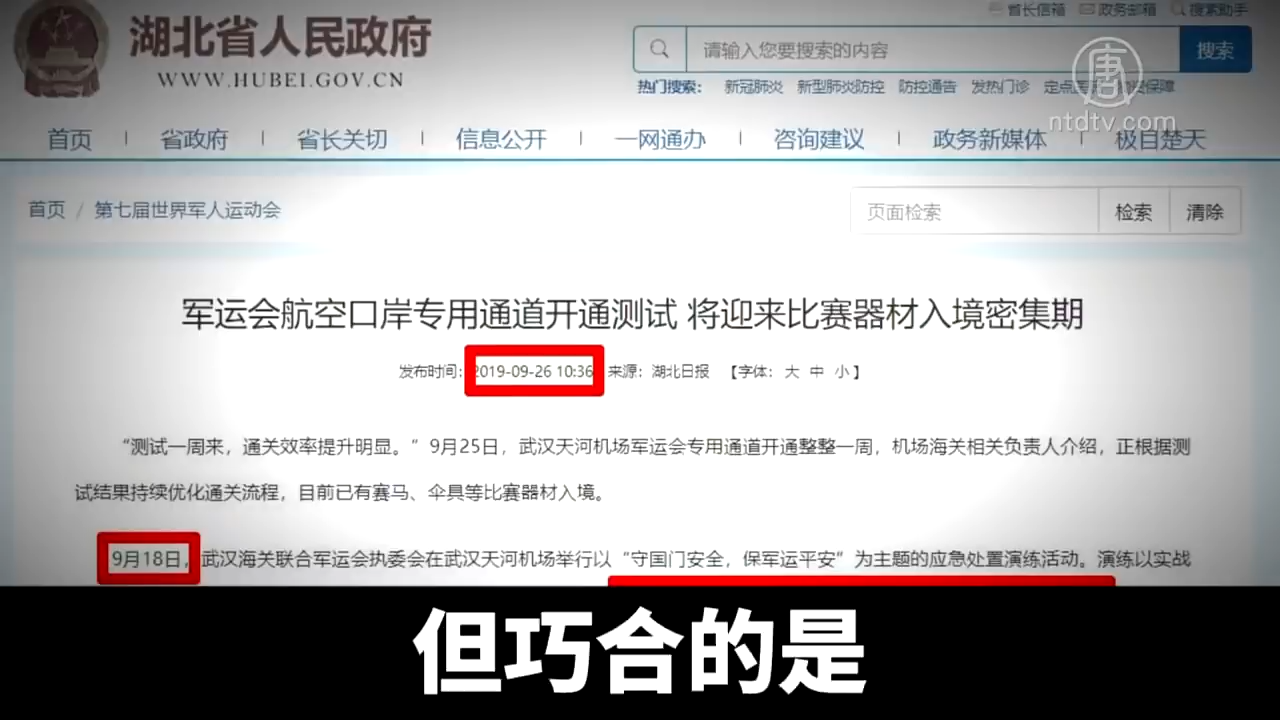 省长信箱 政务邮箱 搜索助手
湖北省人民政府
WWW.HUBEI.GOV.CN
请输入您要搜索的内容 搜索
热门搜索： 新冠肺炎 新型肺炎防控 防控通告 发热门诊 定点医 保障
唐
ntdtv.com
首页 省政府 省长关切 信息公开 一网通办 咨询建议 政务新媒体 极目楚天
首页 / 第七届世界军人运动会 页面检索 检索 清除
军运会航空口岸专用通道开通测试 将迎来比赛器材入境密集期
发布时间：2019-09-26 10:36 来源：湖北日报 【字体： 大 中 小 】
“测试一周来，通关效率提升明显。”9月25日，武汉天河机场军运会专用通道开通整整一周，机场海关相关负责人介绍，正根据测
试结果持续优化通关流程，目前已有赛马、伞具等比赛器材入境。
9月18日，武汉海关联合军运会执委会在武汉天河机场举行以“守国门安全，保军运平安”为主题的应急处置演练活动。演练以实战
但巧合的是